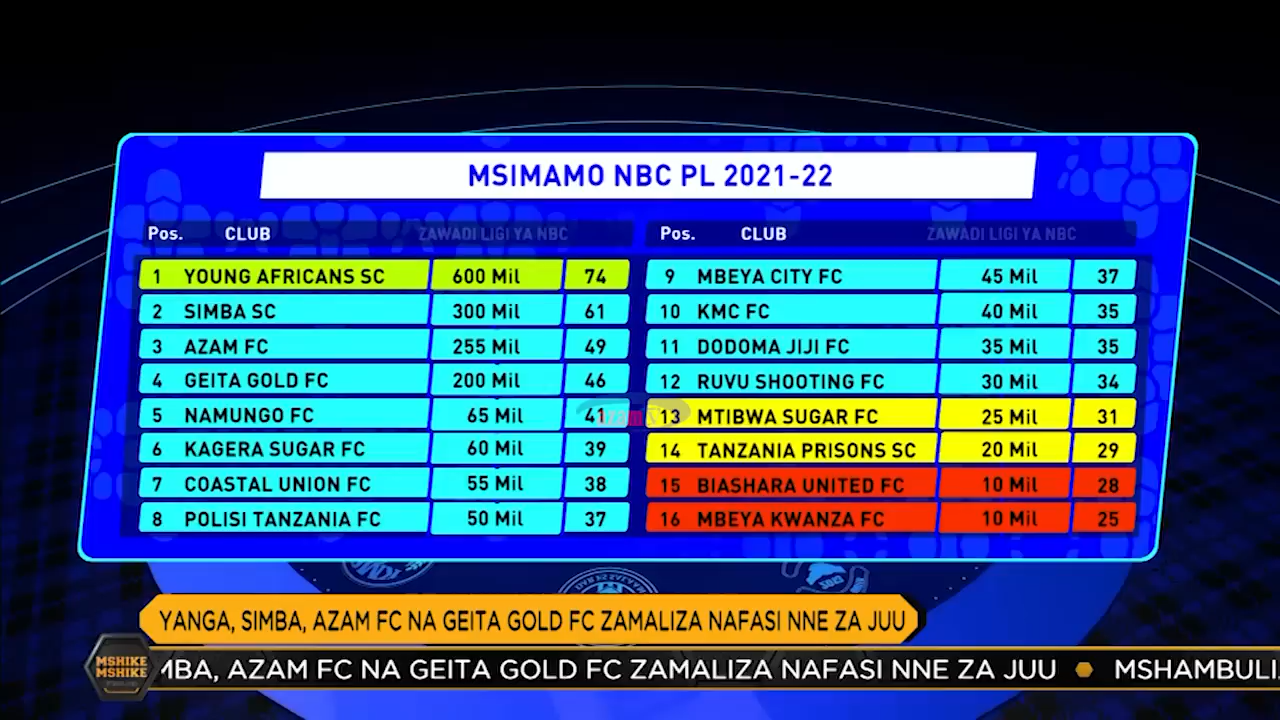 MSIMAMO NBC PL 2021-22
Pos. CLUB ZAWADI LIGI YA NBC
1 YOUNG AFRICANS SC 600 Mil 74
2 SIMBA SC 300 Mil 61
3 AZAM FC 255 Mil 49
4 GEITA GOLD FC 200 Mil 46
5 NAMUNGO FC 65 Mil 41
6 KAGERA SUGAR FC 60 Mil 39
7 COASTAL UNION FC 55 Mil 38
8 POLISI TANZANIA FC 50 Mil 37
Pos. CLUB ZAWADI LIGI YA NBC
9 MBEYA CITY FC 45 Mil 37
10 KMC FC 40 Mil 35
11 DODOMA JIJI FC 35 Mil 35
12 RUVU SHOOTING FC 30 Mil 34
13 MTIBWA SUGAR FC 25 Mil 31
14 TANZANIA PRISONS SC 20 Mil 29
15 BIASHARA UNITED FC 10 Mil 28
16 MBEYA KWANZA FC 10 Mil 25
KMC
YANGA, SIMBA, AZAM FC NA GEITA GOLD FC ZAMALIZA NAFASI NNE ZA JUU
MSHIKE
MSHIKE
MBA, AZAM FC NA GEITA GOLD FC ZAMALIZA NAFASI NNE ZA JUU MSHAMBULI